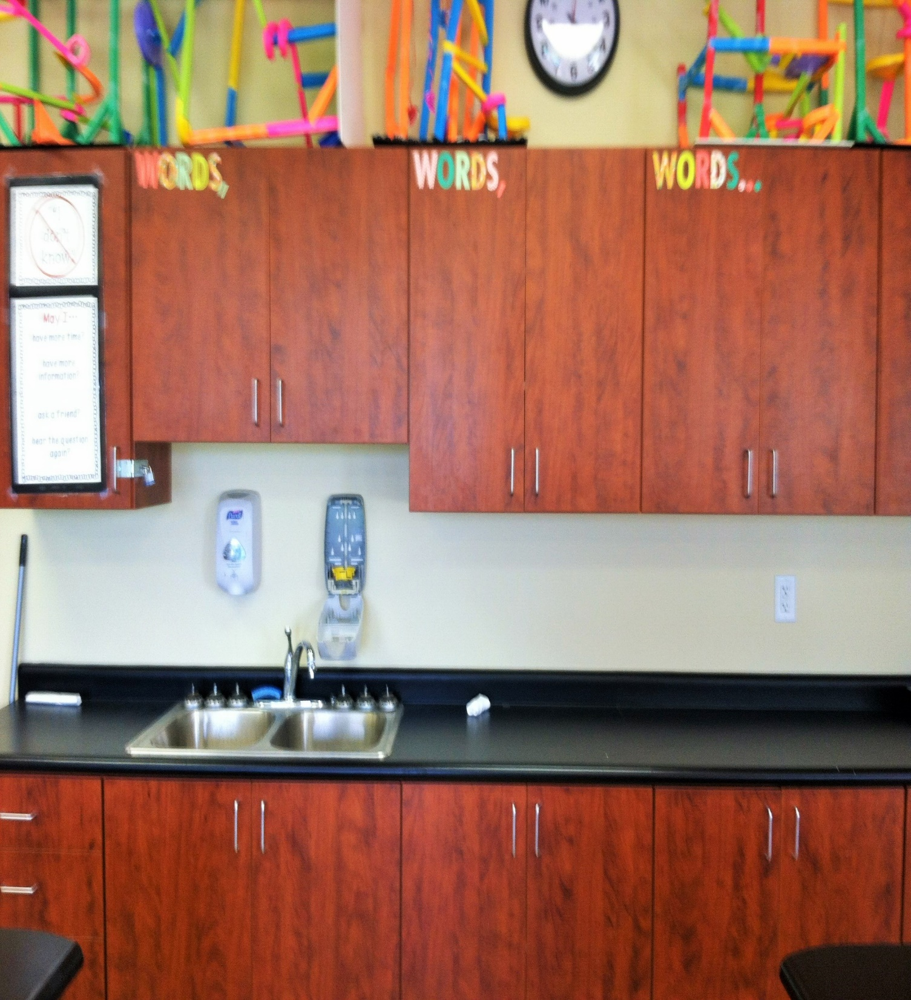 WORDS,
WORDS,
WORDS...
"I
don't
know."
May I...
have more time?
have more
information?
ask a friend?
hear the question
again?
Purell